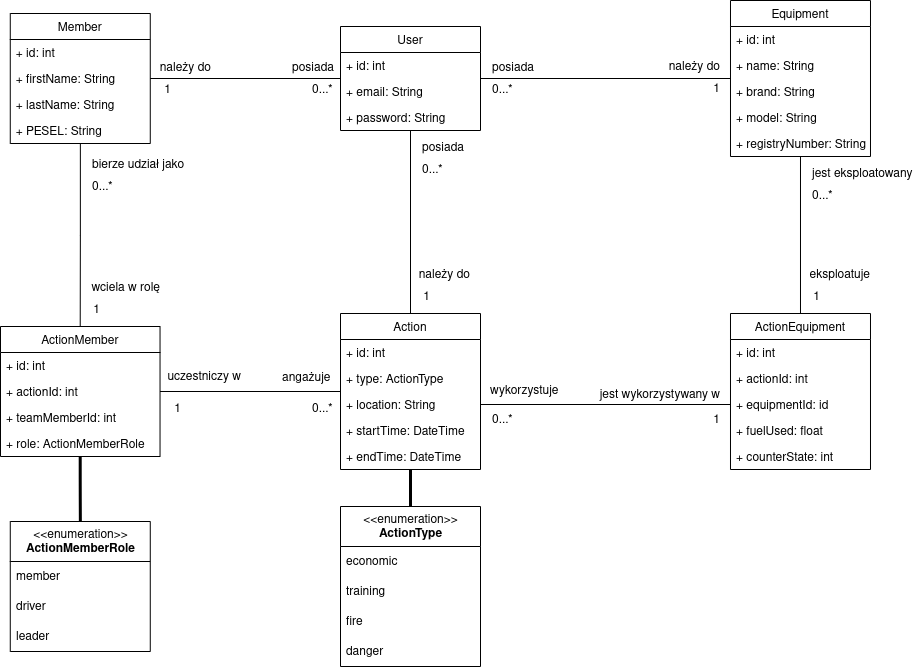 Member
+ id: int
+ firstName: String
+ lastName: String
+ PESEL: String
należy do
1
posiada
0...*
User
+ id: int
+ email: String
+ password: String
posiada
0...*
należy do
1
Equipment
+ id: int
+ name: String
+ brand: String
+ model: String
+ registryNumber: String
bierze udział jako
0...*
wciela w rolę
1
posiada
0...*
należy do
1
jest eksploatowany
0...*
eksploatuje
1
ActionMember
+ id: int
+ actionId: int
+ teamMemberId: int
+ role: ActionMemberRole
uczestniczy w
1
angażuje
0...*
Action
+ id: int
+ type: ActionType
+ location: String
+ startTime: DateTime
+ endTime: DateTime
wykorzystuje
0...*
jest wykorzystywany w
1
ActionEquipment
+ id: int
+ actionId: int
+ equipmentId: id
+ fuelUsed: float
+ counterState: int
<<enumeration>>
ActionMemberRole
member
driver
leader
<<enumeration>>
ActionType
economic
training
fire
danger